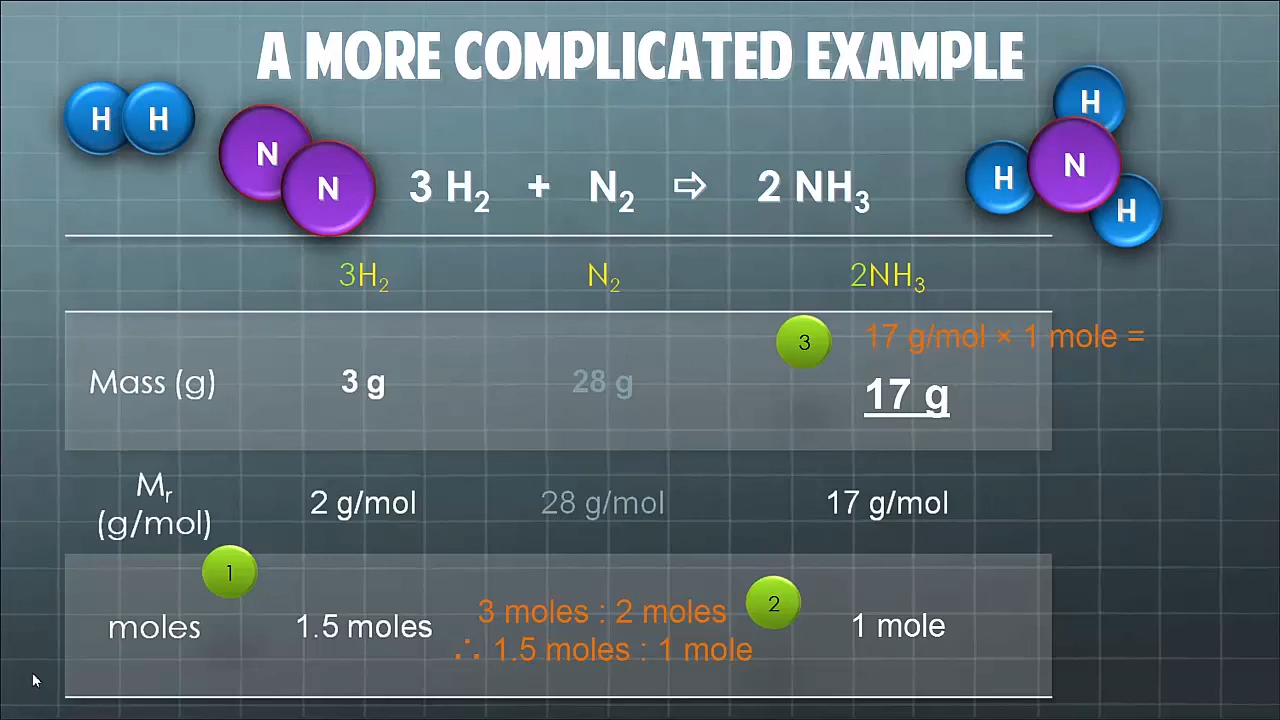 A MORE COMPLICATED EXAMPLE
H H
N
N
3 H₂ + N₂ ⇨ 2 NH₃
H
H
N
H
3H₂ N₂ 2NH₃
3 17 g/mol × 1 mole =
Mass (g) 3 g 28 g 17 g
Mᵣ
(g/mol) 2 g/mol 28 g/mol 17 g/mol
1
2
3 moles : 2 moles
moles 1.5 moles 1 mole
∴ 1.5 moles : 1 mole